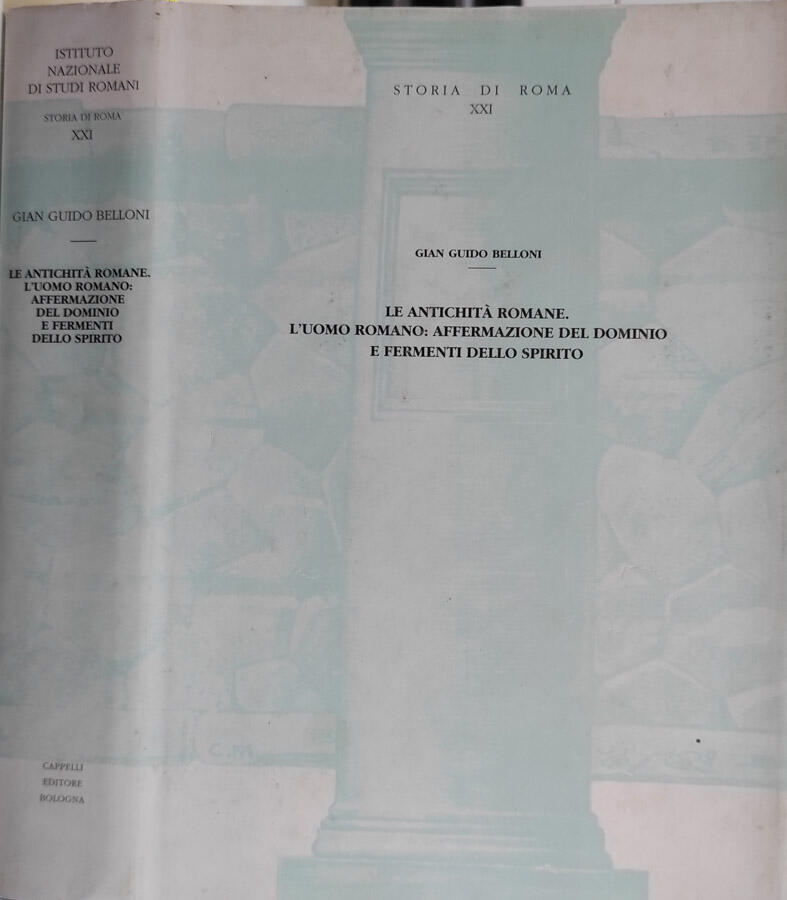 ISTITUTO
NAZIONALE
DI STUDI ROMANI
STORIA DI ROMA
XXI
GIAN GUIDO BELLONI
LE ANTICHITÀ ROMANE.
L'UOMO ROMANO:
AFFERMAZIONE
DEL DOMINIO
E FERMENTI
DELLO SPIRITO
CAPPELLI
EDITORE
BOLOGNA
STORIA DI ROMA
XXI
GIAN GUIDO BELLONI
LE ANTICHITÀ ROMANE.
L'UOMO ROMANO: AFFERMAZIONE DEL DOMINIO
E FERMENTI DELLO SPIRITO